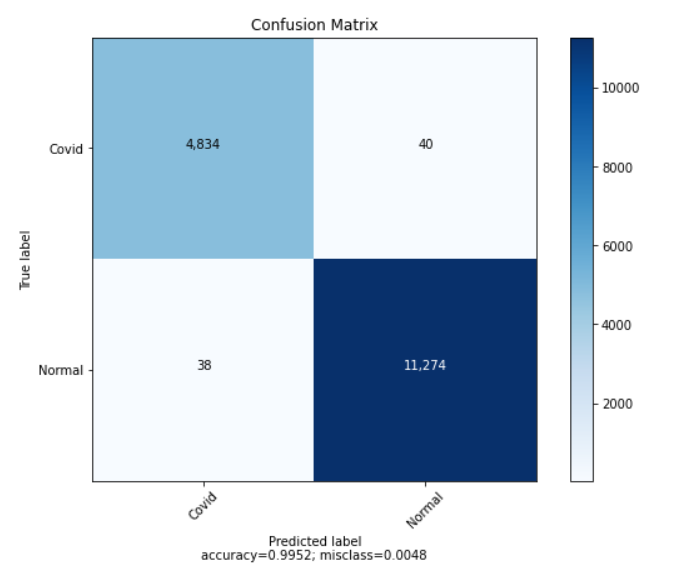 Confusion Matrix
Covid
4,834
40
True label
Normal
38
11,274
Covid
Normal
Predicted label
accuracy=0.9952; misclass=0.0048
10000
8000
6000
4000
2000